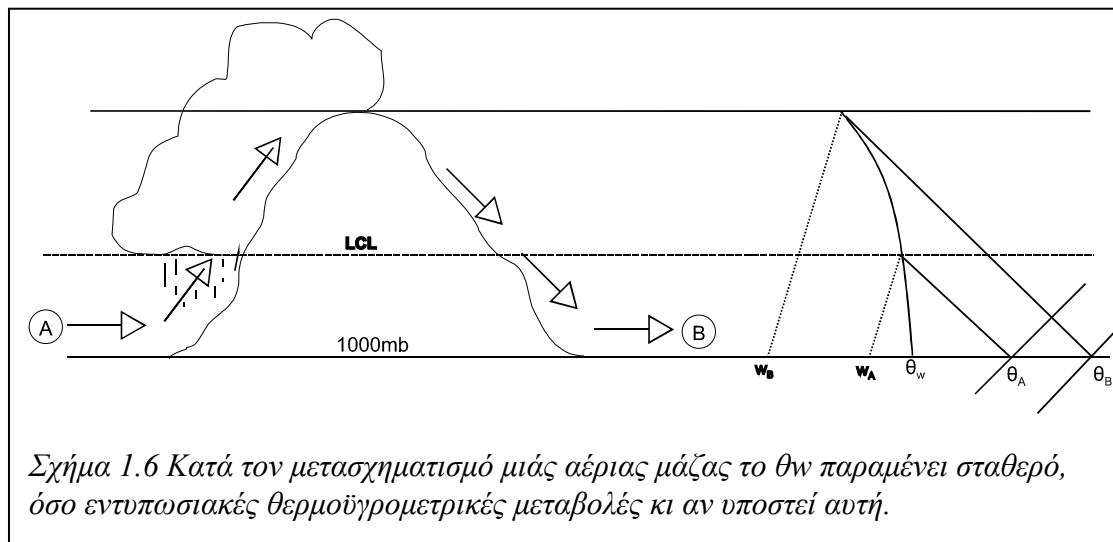 LCL
A
B
1000mb
w_B
w_A
θ_w
θ_A
θ_B
Σχήμα 1.6 Κατά τον μετασχηματισμό μιάς αέριας μάζας το θw παραμένει σταθερό,
όσο εντυπωσιακές θερμοϋγρομετρικές μεταβολές κι αν υποστεί αυτή.